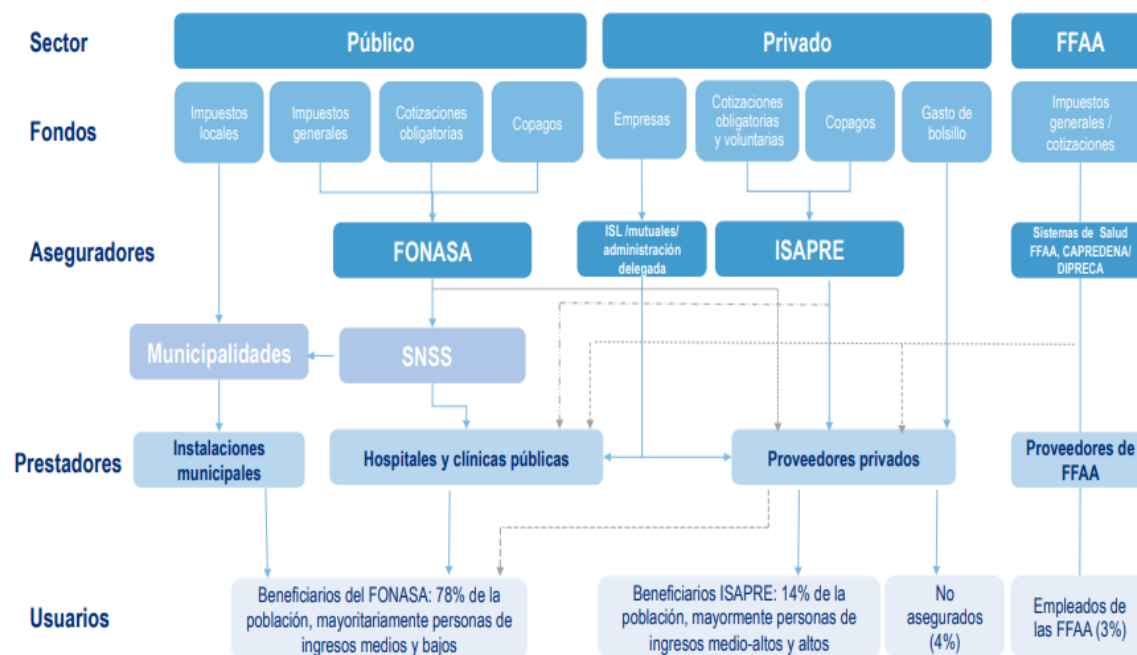 Sector
Público
Privado
FFAA
Fondos
Impuestos
locales
Impuestos
generales
Cotizaciones
obligatorias
Copagos
Empresas
Cotizaciones
obligatorias
y voluntarias
Copagos
Gasto de
bolsillo
Impuestos
generales /
cotizaciones
Aseguradores
FONASA
ISL /mutuales/
administración
delegada
ISAPRE
Sistemas de Salud
FFAA, CAPREDENA/
DIPRECA
Municipalidades
SNSS
Prestadores
Instalaciones
municipales
Hospitales y clínicas públicas
Proveedores privados
Proveedores de
FFAA
Usuarios
Beneficiarios del FONASA: 78% de la
población, mayoritariamente personas de
ingresos medios y bajos
Beneficiarios ISAPRE: 14% de la
población, mayormente personas de
ingresos medio-altos y altos
No
asegurados
(4%)
Empleados de
las FFAA (3%)